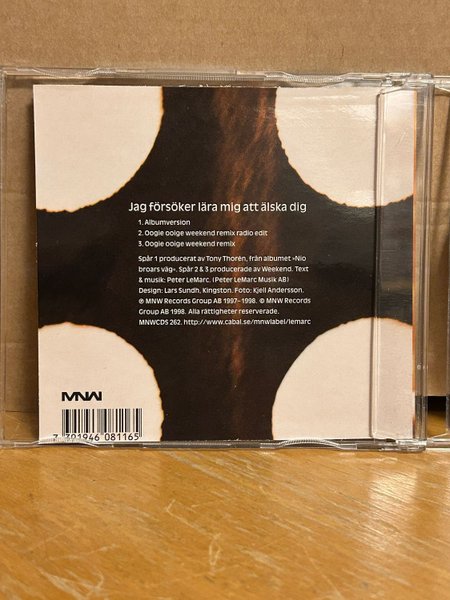 Jag försöker lära mig att älska dig
1. Albumversion
2. Oogie ooige weekend remix radio edit
3. Oogie ooige weekend remix
Spår 1 producerat av Tony Thorén, från albumet »Nio
broars väg«. Spår 2 & 3 producerade av Weekend. Text
& musik: Peter LeMarc. (Peter LeMarc Musik AB)
Design: Lars Sundh, Kingston. Foto: Kjell Andersson.
℗ MNW Records Group AB 1997–1998. © MNW Records
Group AB 1998. Alla rättigheter reserverade.
MNWCDS 262. http://www.cabal.se/mnwlabel/lemarc
MNW
7 391946 081165